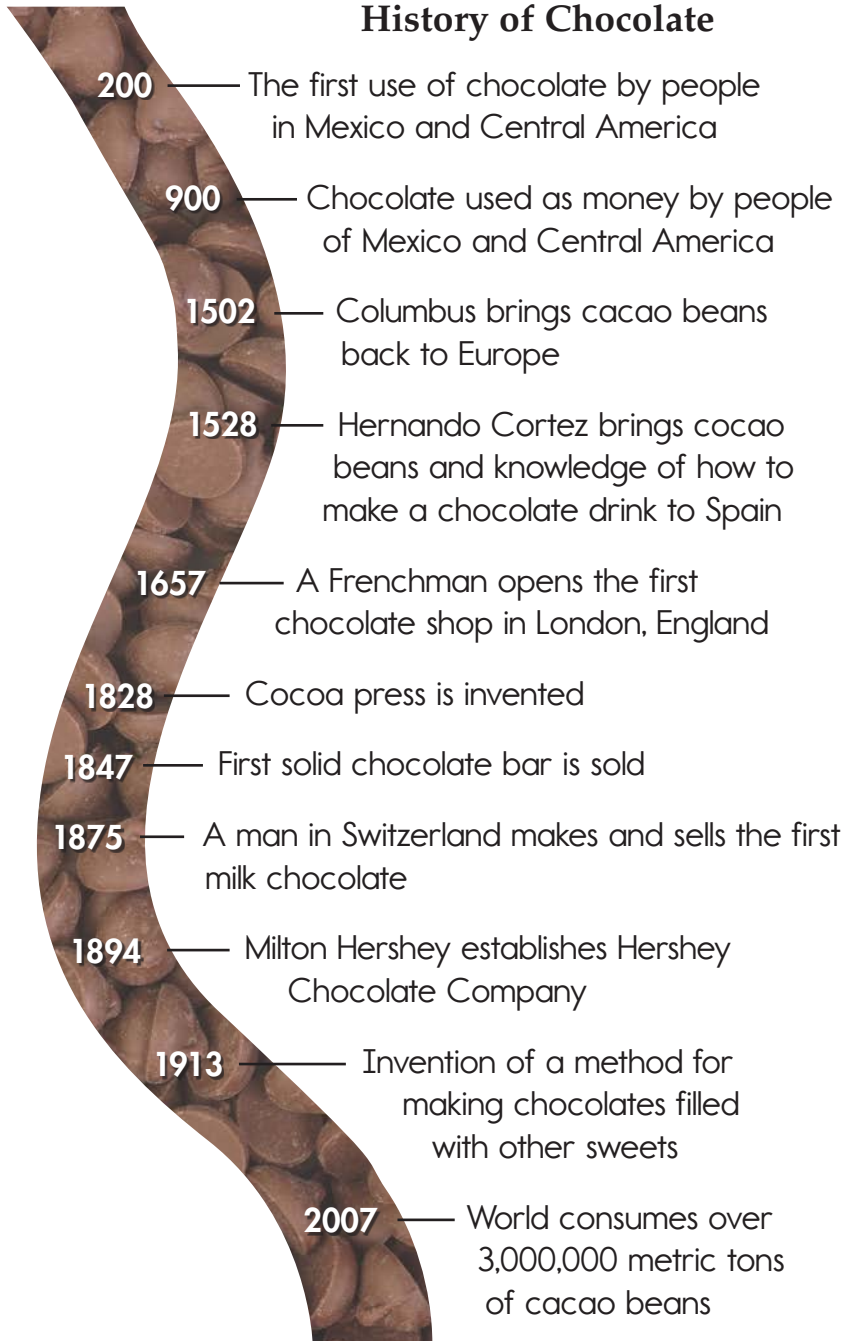 History of Chocolate
200 The first use of chocolate by people
in Mexico and Central America
900 Chocolate used as money by people
of Mexico and Central America
1502 Columbus brings cacao beans
back to Europe
1528 Hernando Cortez brings cocao
beans and knowledge of how to
make a chocolate drink to Spain
1657 A Frenchman opens the first
chocolate shop in London, England
1828 Cocoa press is invented
1847 First solid chocolate bar is sold
1875 A man in Switzerland makes and sells the first
milk chocolate
1894 Milton Hershey establishes Hershey
Chocolate Company
1913 Invention of a method for
making chocolates filled
with other sweets
2007 World consumes over
3,000,000 metric tons
of cacao beans